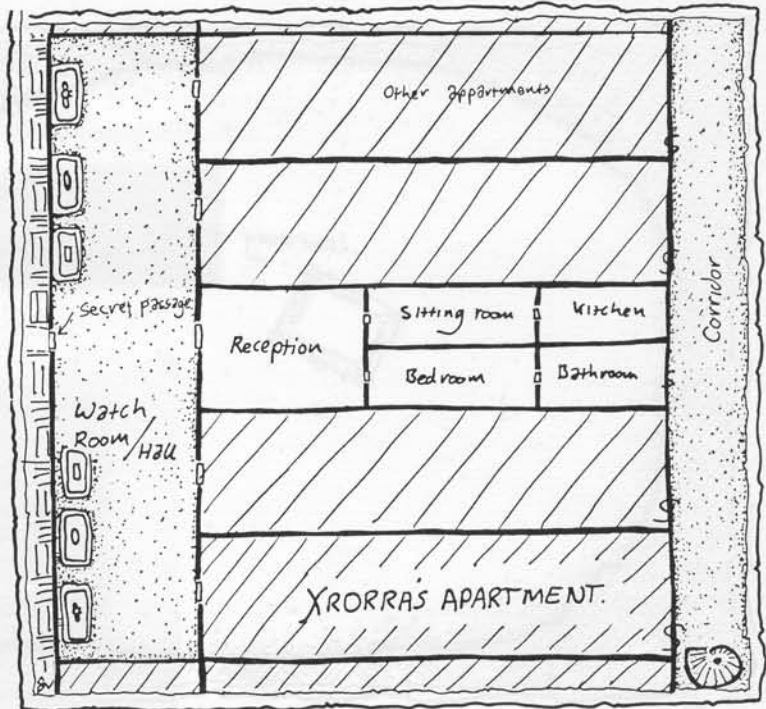 Other appartments
Secret passage
Sitting room
Kitchen
Corridor
Reception
Bedroom
Bathroom
Watch
Room/Hall
XRORRA'S APARTMENT.